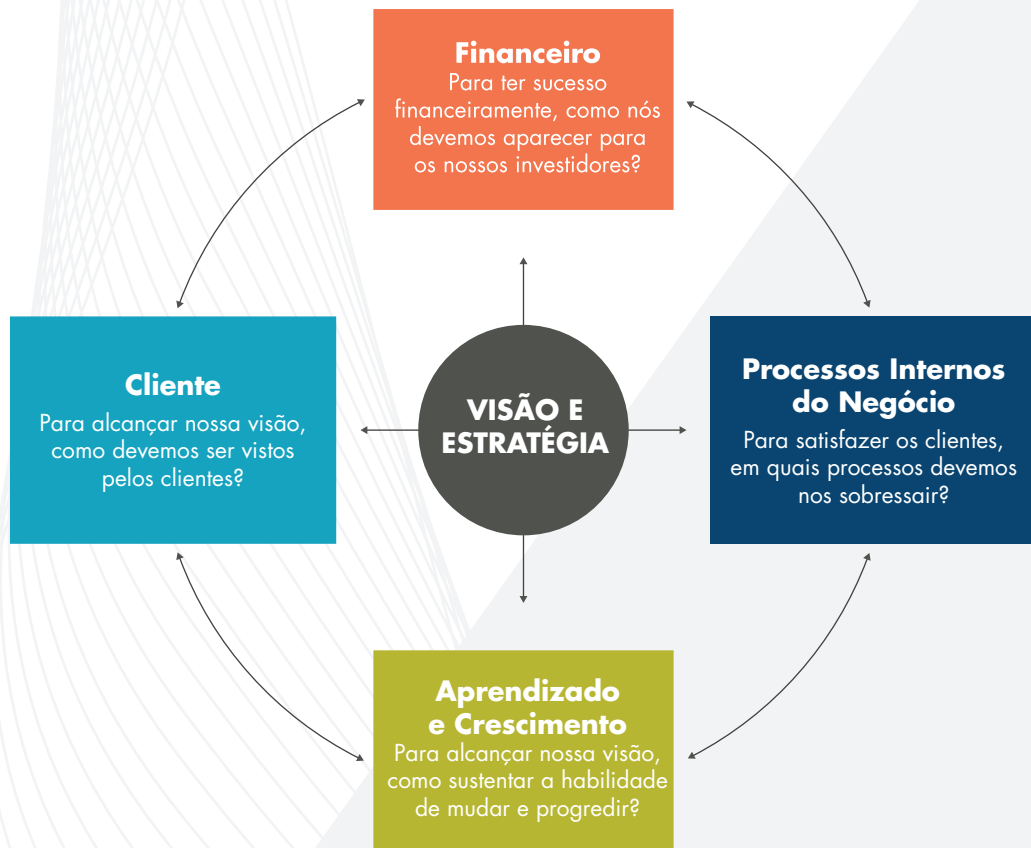 Financeiro
Para ter sucesso
financeiramente, como nós
devemos aparecer para
os nossos investidores?
Cliente
Para alcançar nossa visão,
como devemos ser vistos
pelos clientes?
VISÃO E
ESTRATÉGIA
Processos Internos
do Negócio
Para satisfazer os clientes,
em quais processos devemos
nos sobressair?
Aprendizado
e Crescimento
Para alcançar nossa visão,
como sustentar a habilidade
de mudar e progredir?